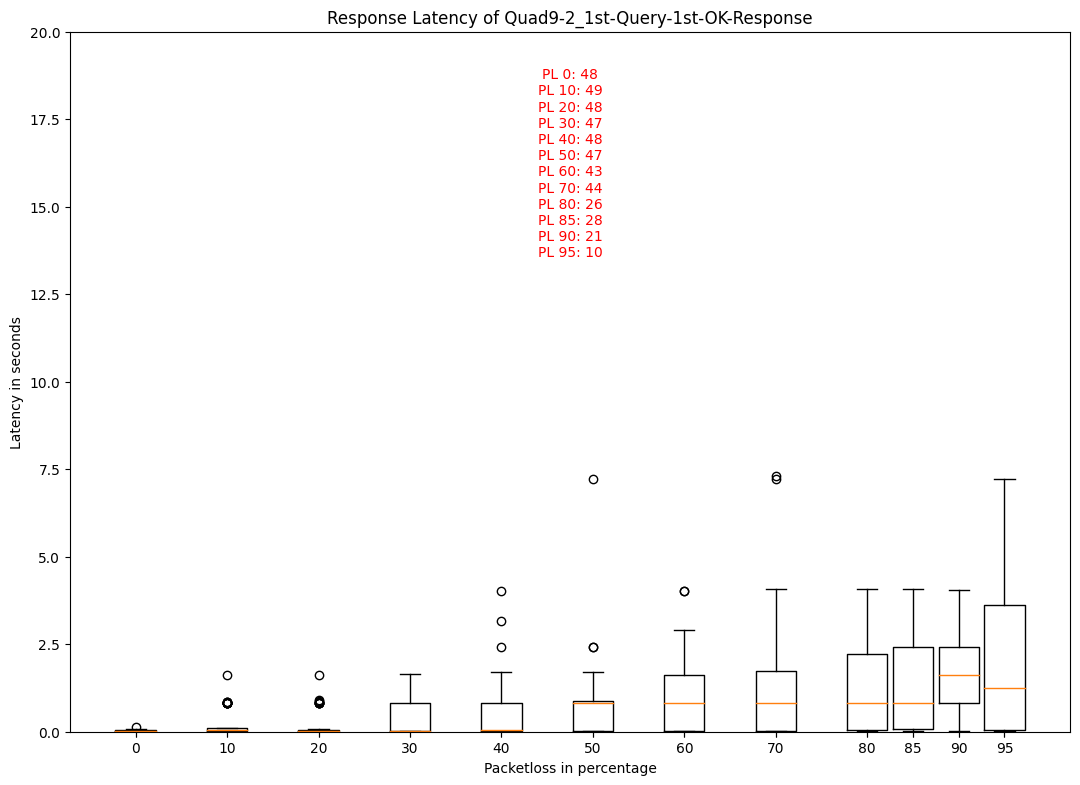 Response Latency of Quad9-2_1st-Query-1st-OK-Response
20.0
17.5
15.0
12.5
10.0
7.5
5.0
2.5
0.0
Latency in seconds
PL 0: 48
PL 10: 49
PL 20: 48
PL 30: 47
PL 40: 48
PL 50: 47
PL 60: 43
PL 70: 44
PL 80: 26
PL 85: 28
PL 90: 21
PL 95: 10
0 10 20 30 40 50 60 70 80 85 90 95
Packetloss in percentage